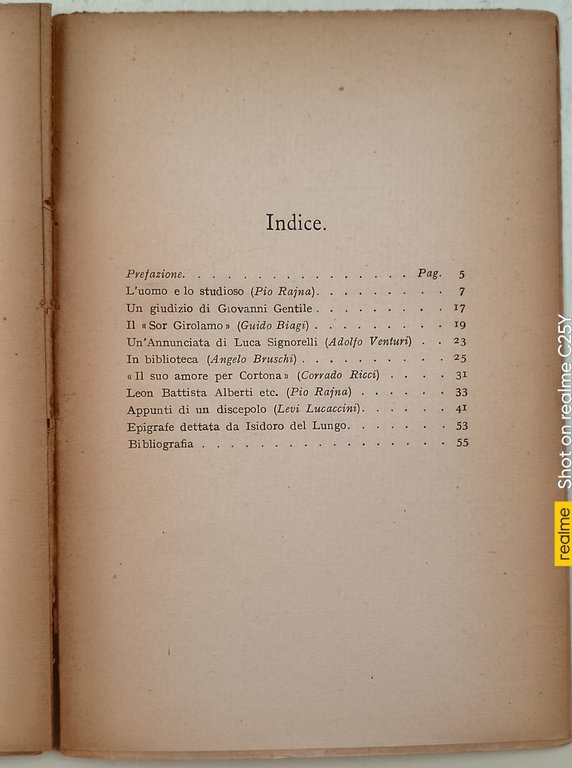 Indice.
Prefazione. . . . . . . . . . . . . . . . Pag. 5
L'uomo e lo studioso (Pio Rajna). . . . . . . . . 7
Un giudizio di Giovanni Gentile . . . . . . . . . 17
Il «Sor Girolamo» (Guido Biagi) . . . . . . . . . 19
Un'Annunciata di Luca Signorelli (Adolfo Venturi) . . 23
In biblioteca (Angelo Bruschi) . . . . . . . . . . 25
«Il suo amore per Cortona» (Corrado Ricci) . . . . 31
Leon Battista Alberti etc. (Pio Rajna) . . . . . . 33
Appunti di un discepolo (Levi Lucaccini). . . . . . 41
Epigrafe dettata da Isidoro del Lungo. . . . . . . 53
Bibliografia . . . . . . . . . . . . . . . . . 55
realme Shot on realme C25Y